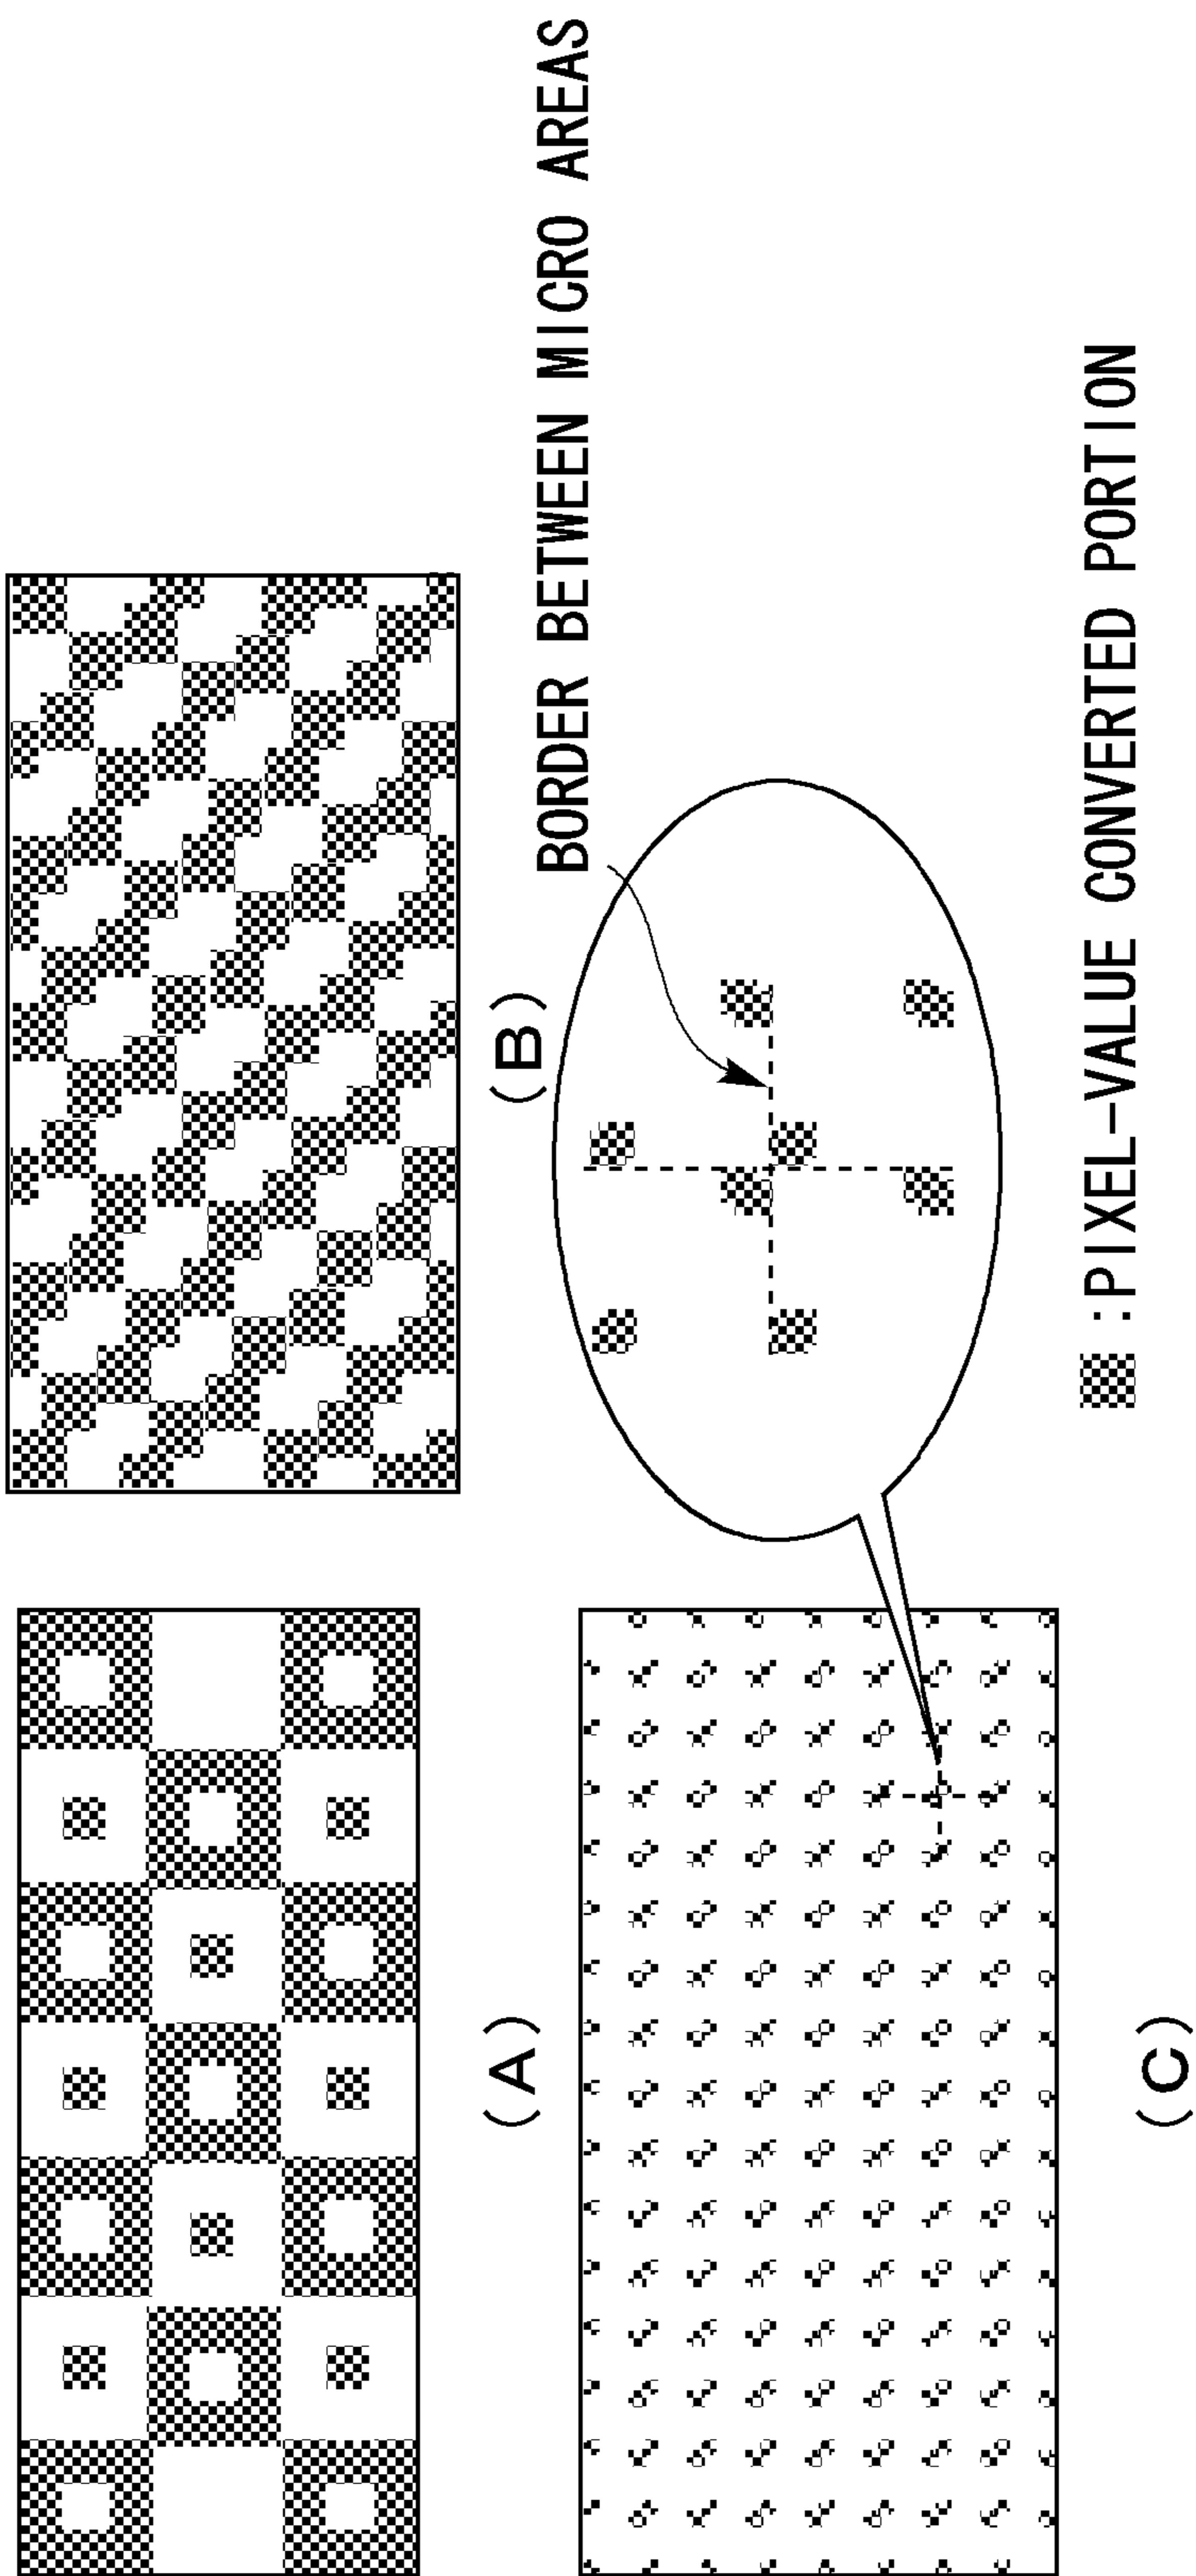 (A)
(B)
BORDER BETWEEN MICRO AREAS
(C)
:PIXEL-VALUE CONVERTED PORTION